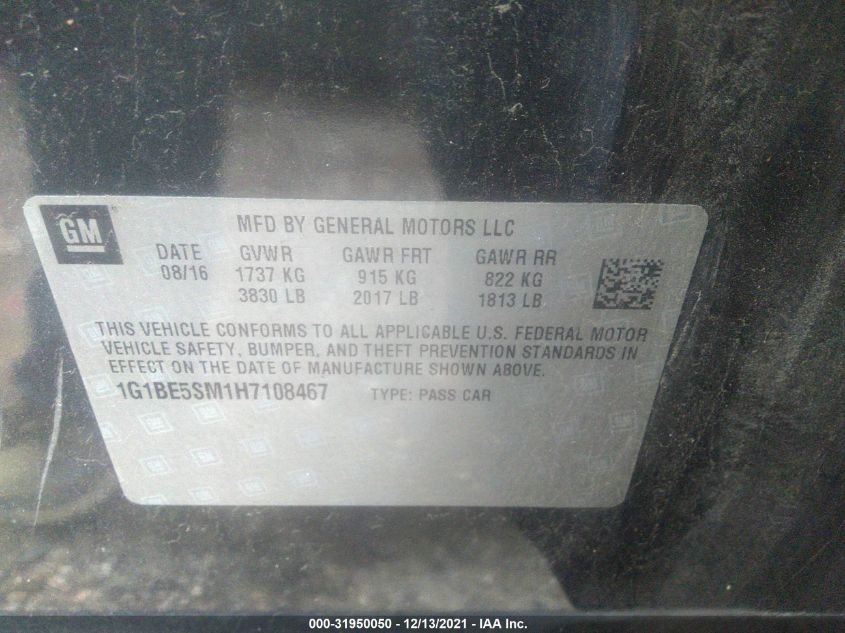 GM
MFD BY GENERAL MOTORS LLC
DATE GVWR GAWR FRT GAWR RR
08/16 1737 KG 915 KG 822 KG
3830 LB 2017 LB 1813 LB
THIS VEHICLE CONFORMS TO ALL APPLICABLE U.S. FEDERAL MOTOR
VEHICLE SAFETY, BUMPER, AND THEFT PREVENTION STANDARDS IN
EFFECT ON THE DATE OF MANUFACTURE SHOWN ABOVE.
1G1BE5SM1H7108467 TYPE: PASS CAR
000-31950050 - 12/13/2021 - IAA Inc.